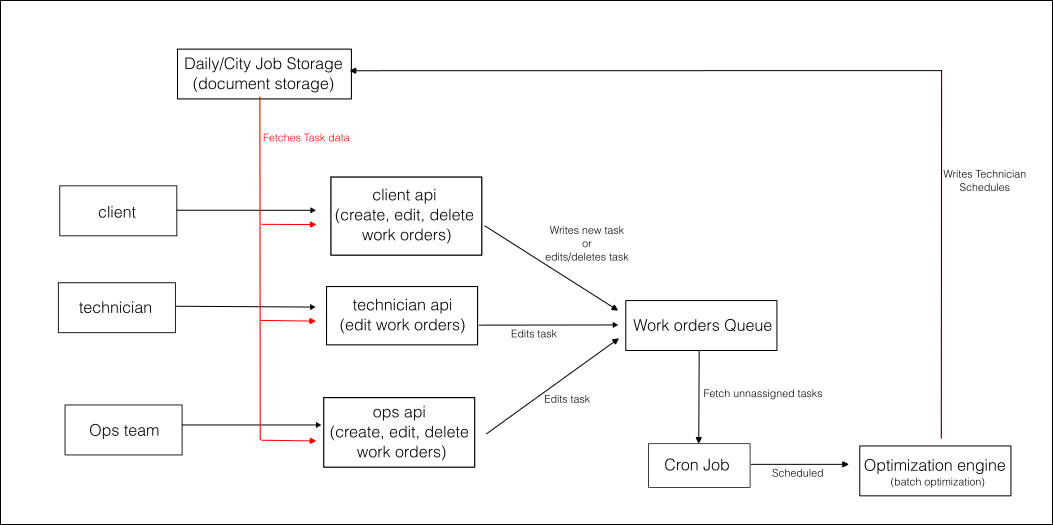 Daily/City Job Storage
(document storage)
Fetches Task data
Writes Technician
Schedules
client
client api
(create, edit, delete
work orders)
Writes new task
or
edits/deletes task
technician
technician api
(edit work orders)
Edits task
Work orders Queue
Ops team
ops api
(create, edit, delete
work orders)
Edits task
Fetch unnassigned tasks
Cron Job
Scheduled
Optimization engine
(batch optimization)